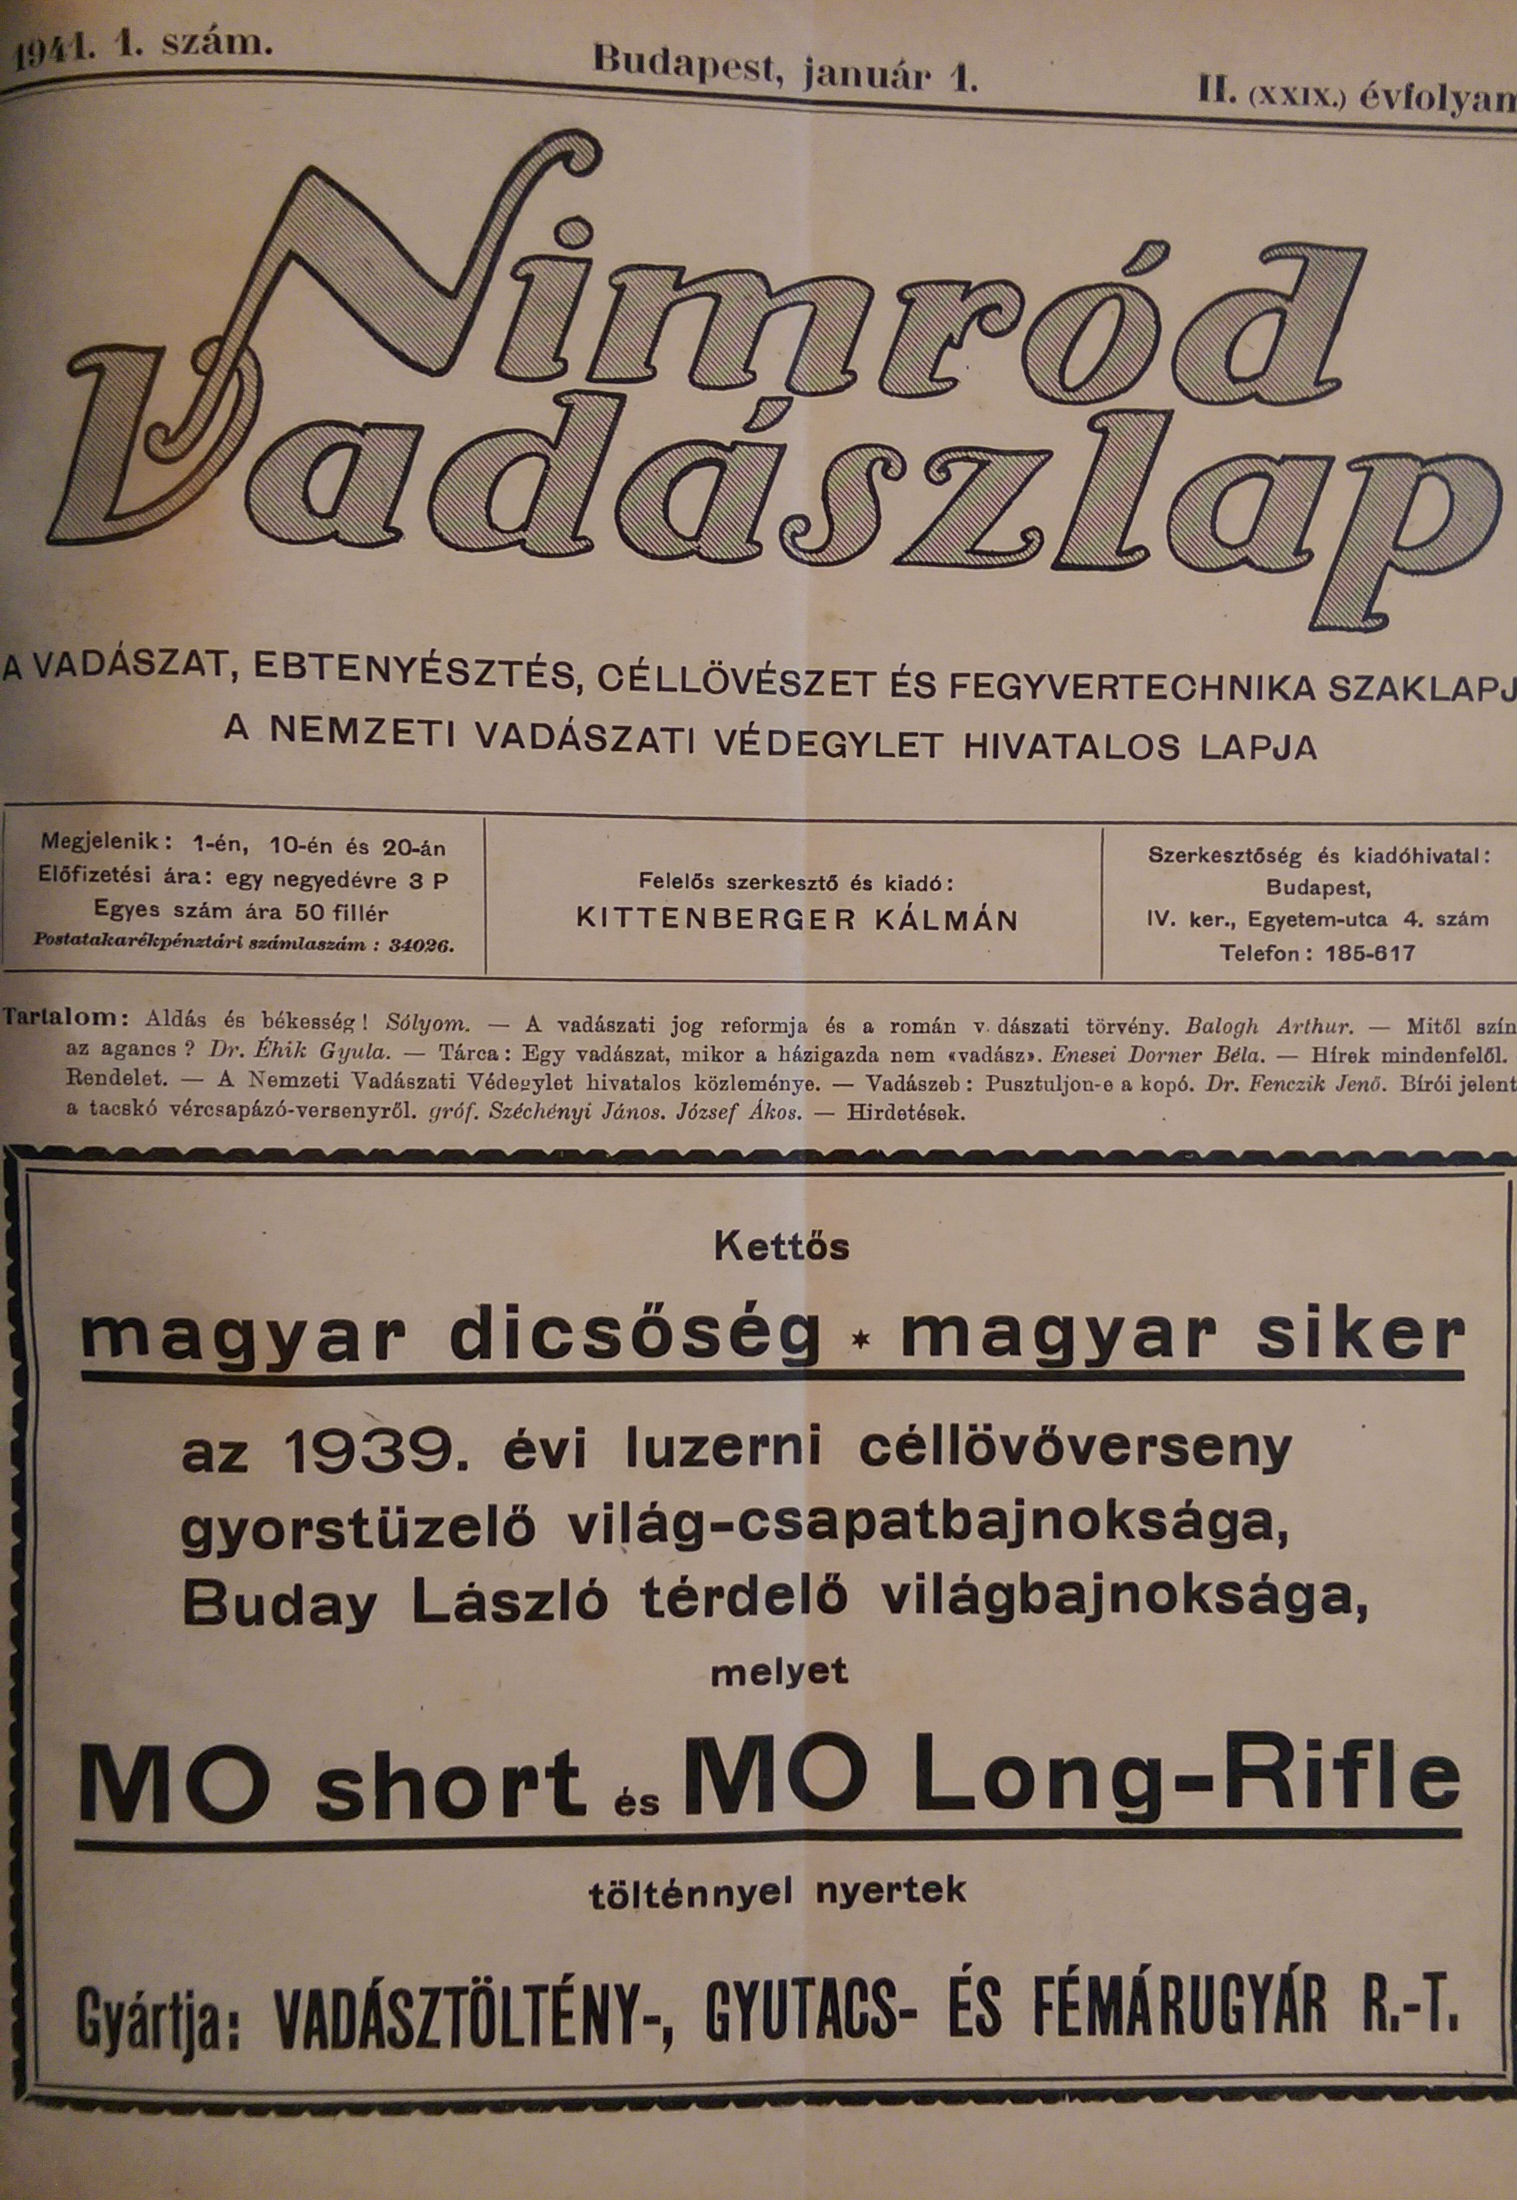 1941. 1. szám.
Budapest, január 1.
II. (XXIX.) évfolyam
Nimród
Vadászlap
A VADÁSZAT, EBTENYÉSZTÉS, CÉLLÖVÉSZET ÉS FEGYVERTECHNIKA SZAKLAPJ
A NEMZETI VADÁSZATI VÉDEGYLET HIVATALOS LAPJA
Megjelenik: 1-én, 10-én és 20-án
Előfizetési ára: egy negyedévre 3 P
Egyes szám ára 50 fillér
Postatakarékpénztári számlaszám: 34026.
Felelős szerkesztő és kiadó:
KITTENBERGER KÁLMÁN
Szerkesztőség és kiadóhivatal:
Budapest,
IV. ker., Egyetem-utca 4. szám
Telefon: 185-617
Tartalom: Aldás és békesség! Sólyom. — A vadászati jog reformja és a román v. dászati törvény. Balogh Arthur. — Mitől szín
az agancs? Dr. Éhik Gyula. — Tárca: Egy vadászat, mikor a házigazda nem «vadász». Enesei Dorner Béla. — Hírek mindenfelől.
Rendelet. — A Nemzeti Vadászati Védegylet hivatalos közleménye. — Vadászeb: Pusztuljon-e a kopó. Dr. Fenczik Jenő. Bírói jelent
a tacskó vércsapázó-versenyről. gróf. Széchényi János. József Ákos. — Hirdetések.
Kettős
magyar dicsőség * magyar siker
az 1939. évi luzerni céllövőverseny
gyorstüzelő világ-csapatbajnoksága,
Buday László térdelő világbajnoksága,
melyet
MO short és MO Long-Rifle
tölténnyel nyertek
Gyártja: VADÁSZTÖLTÉNY-, GYUTACS- ÉS FÉMÁRUGYÁR R.-T.